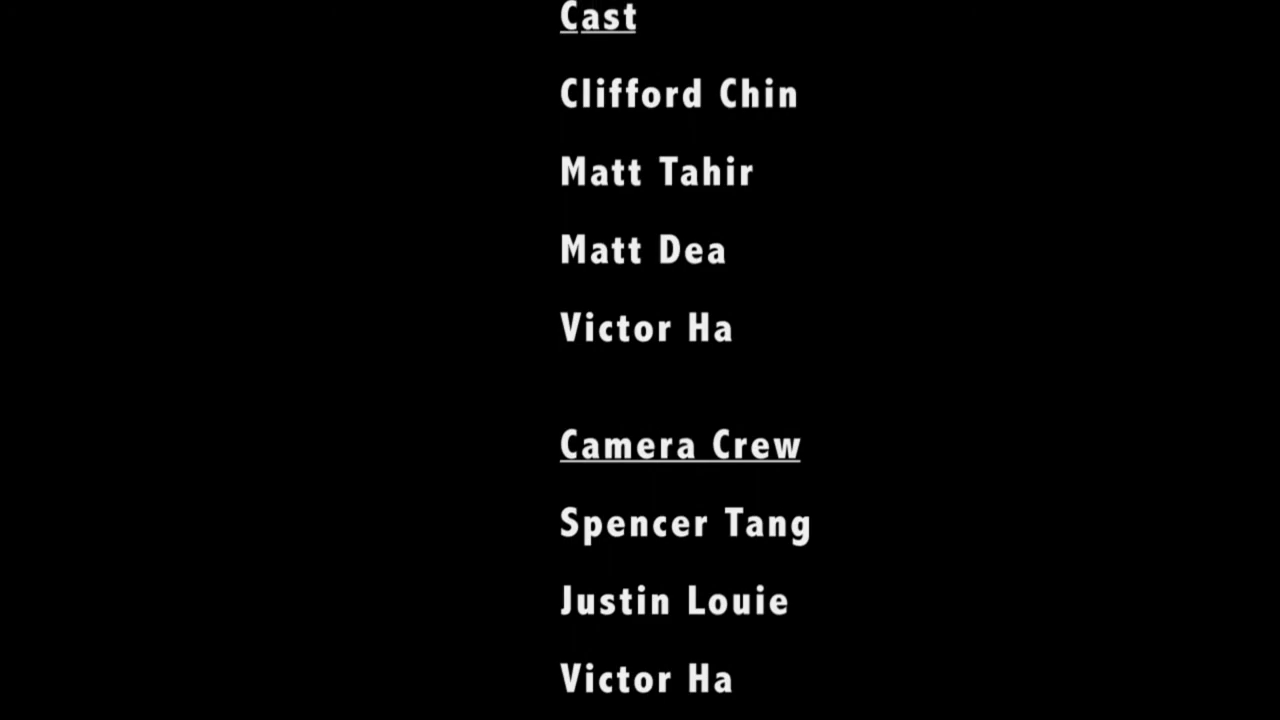 Cast
Clifford Chin
Matt Tahir
Matt Dea
Victor Ha
Camera Crew
Spencer Tang
Justin Louie
Victor Ha